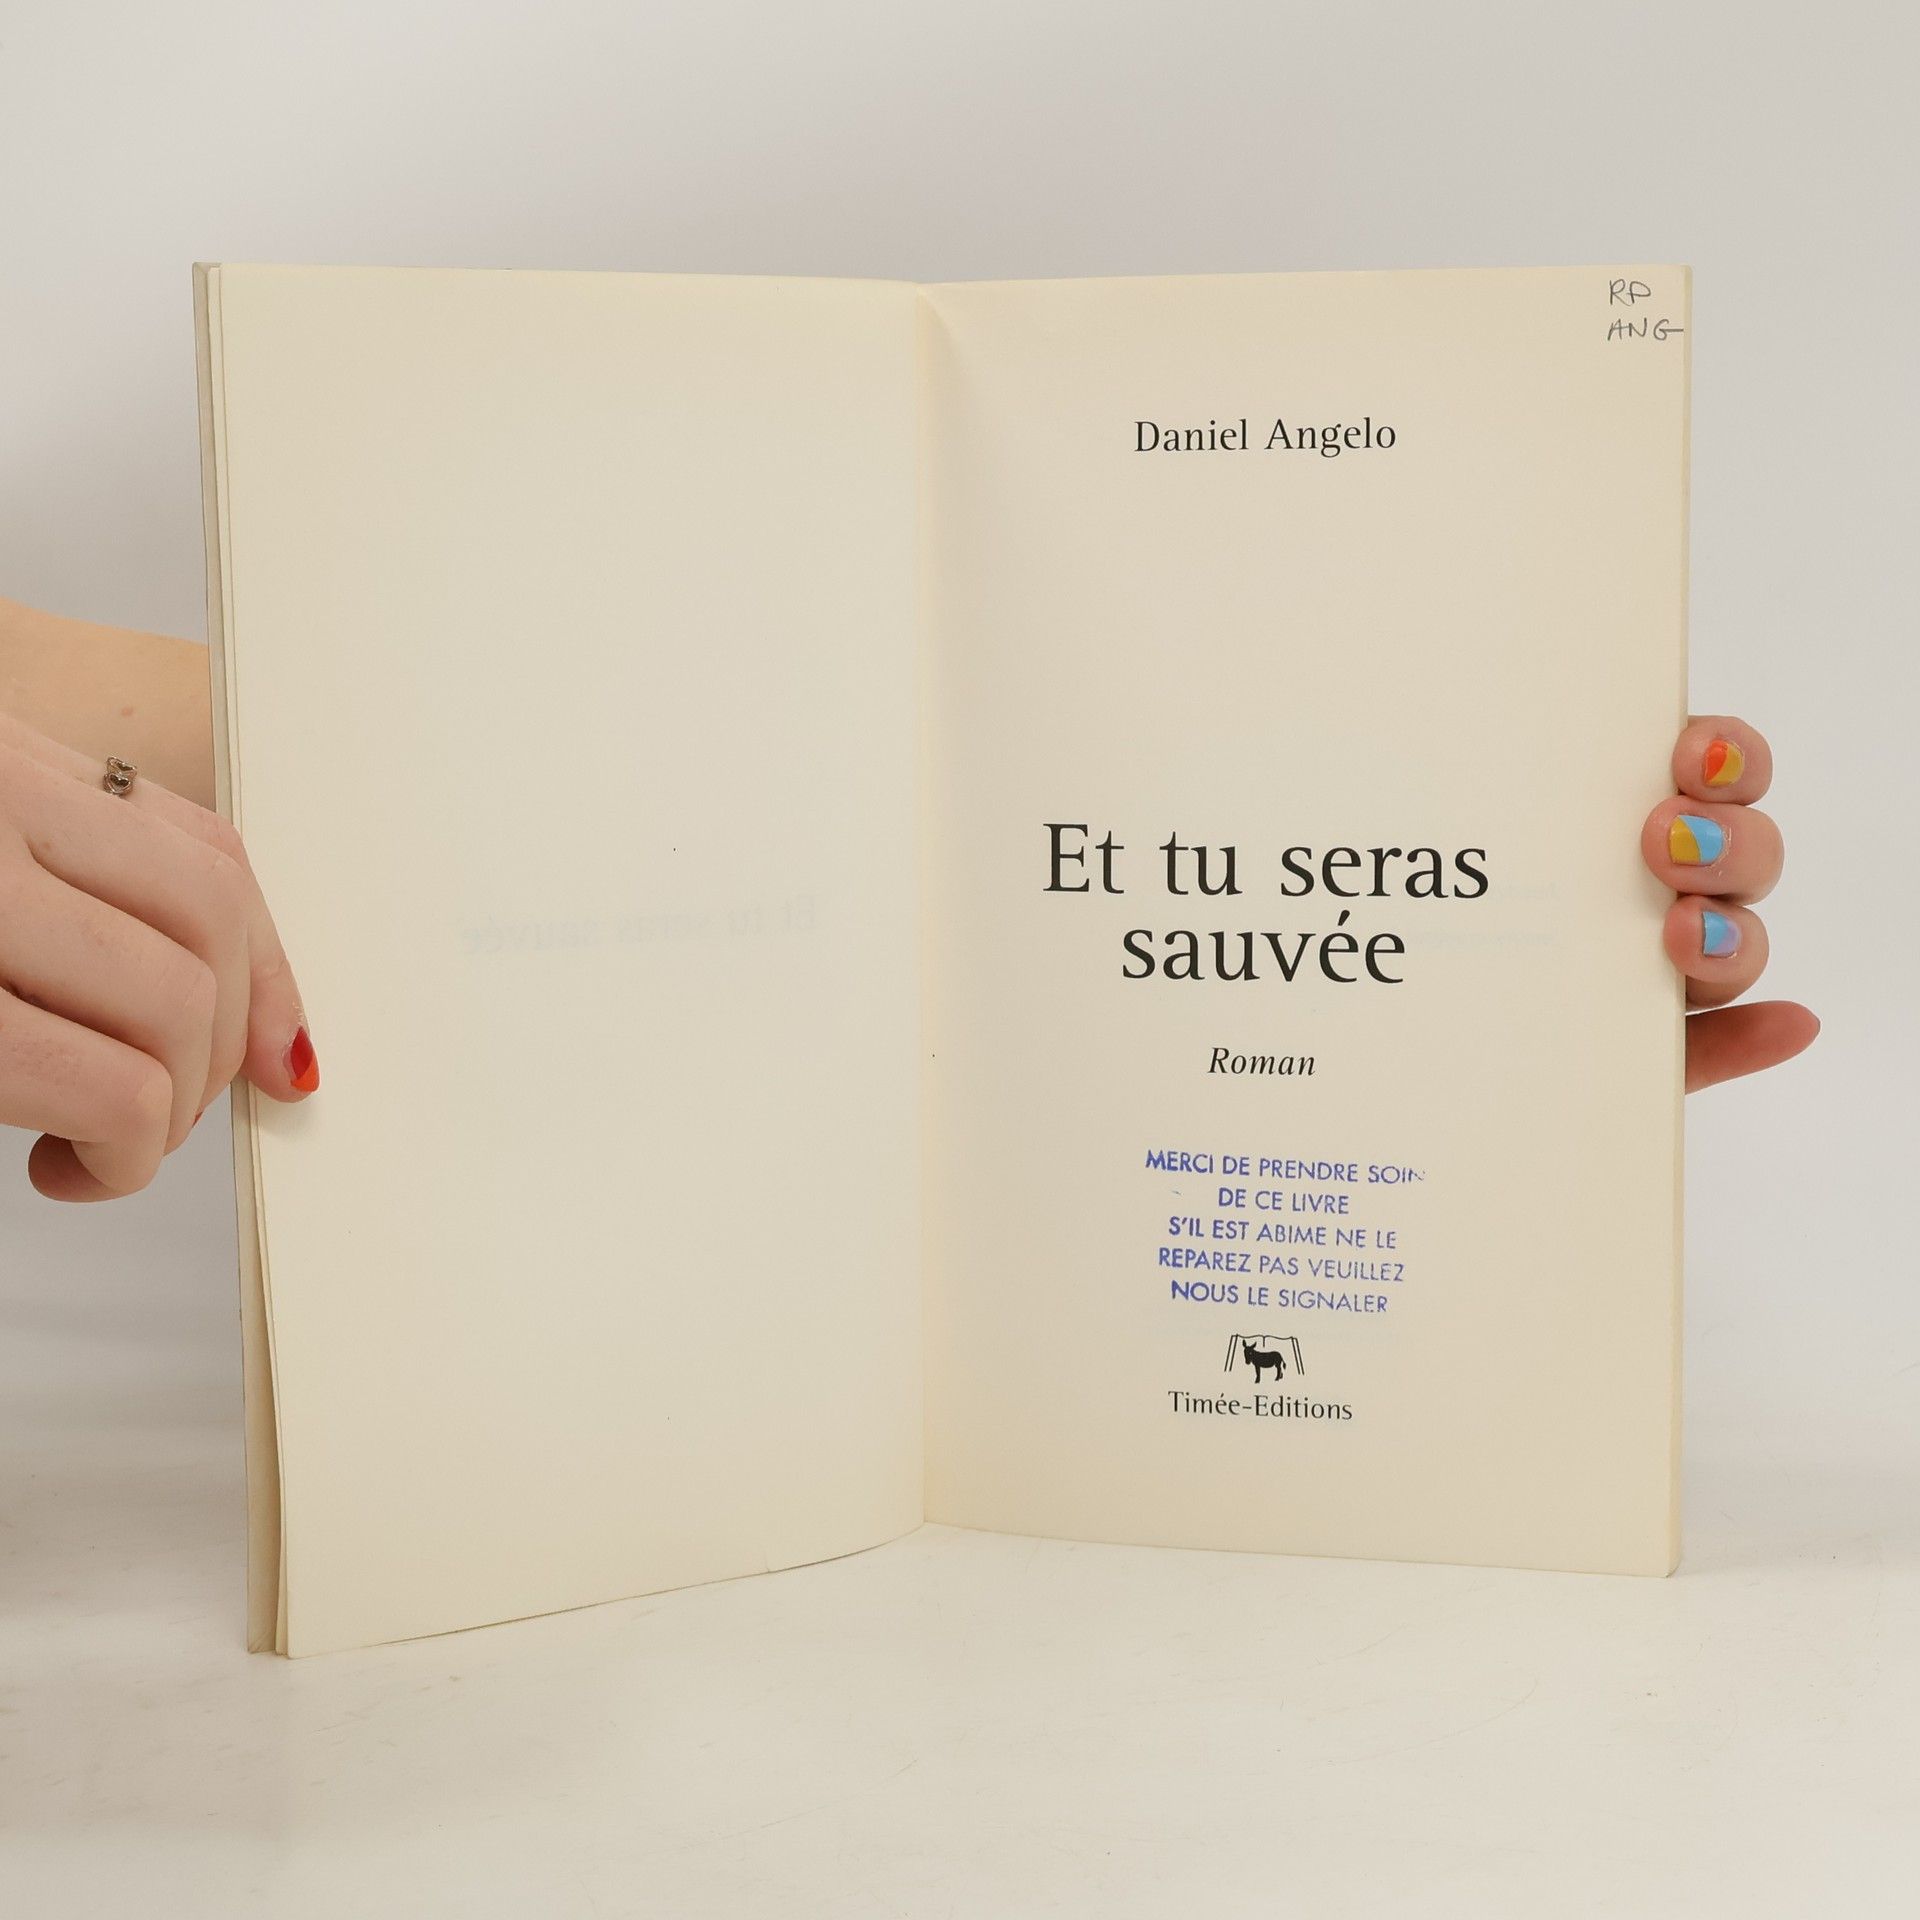 RP
ANG
Daniel Angelo
Et tu seras
sauvée
Roman
MERCI DE PRENDRE SOIN
DE CE LIVRE
S'IL EST ABIME NE LE
REPAREZ PAS VEUILLEZ
NOUS LE SIGNALER
Timée-Editions